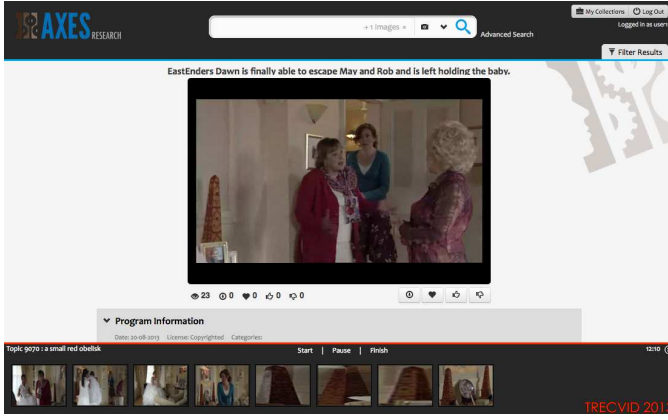 My Collections Log Out
AXES RESEARCH
+ 1 Images ×
Advanced Search
Logged in as user1
Filter Results
EastEnders Dawn is finally able to escape May and Rob and is left holding the baby.
23 0 0 0 0
Program Information
Date: 20-08-2013 License: Copyrighted Categories:
Topic 9070 : a small red obelisk
Start | Pause | Finish
12:10
TRECVID 201